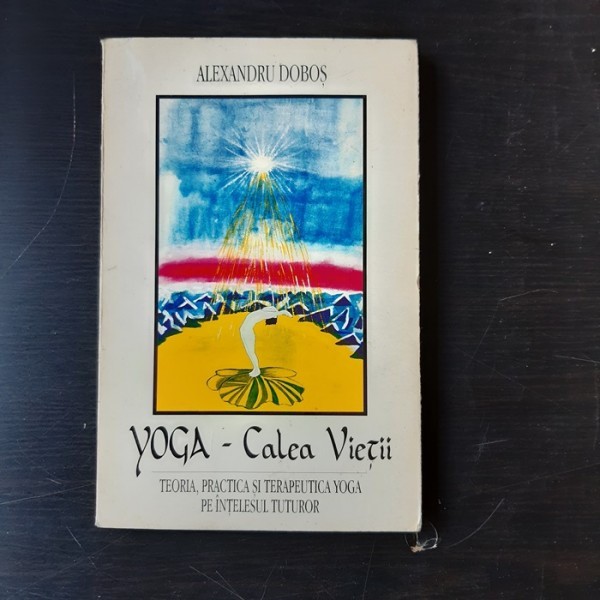 ALEXANDRU DOBOȘ
YOGA - Calea Vieții
TEORIA, PRACTICA ȘI TERAPEUTICA YOGA
PE ÎNȚELESUL TUTUROR